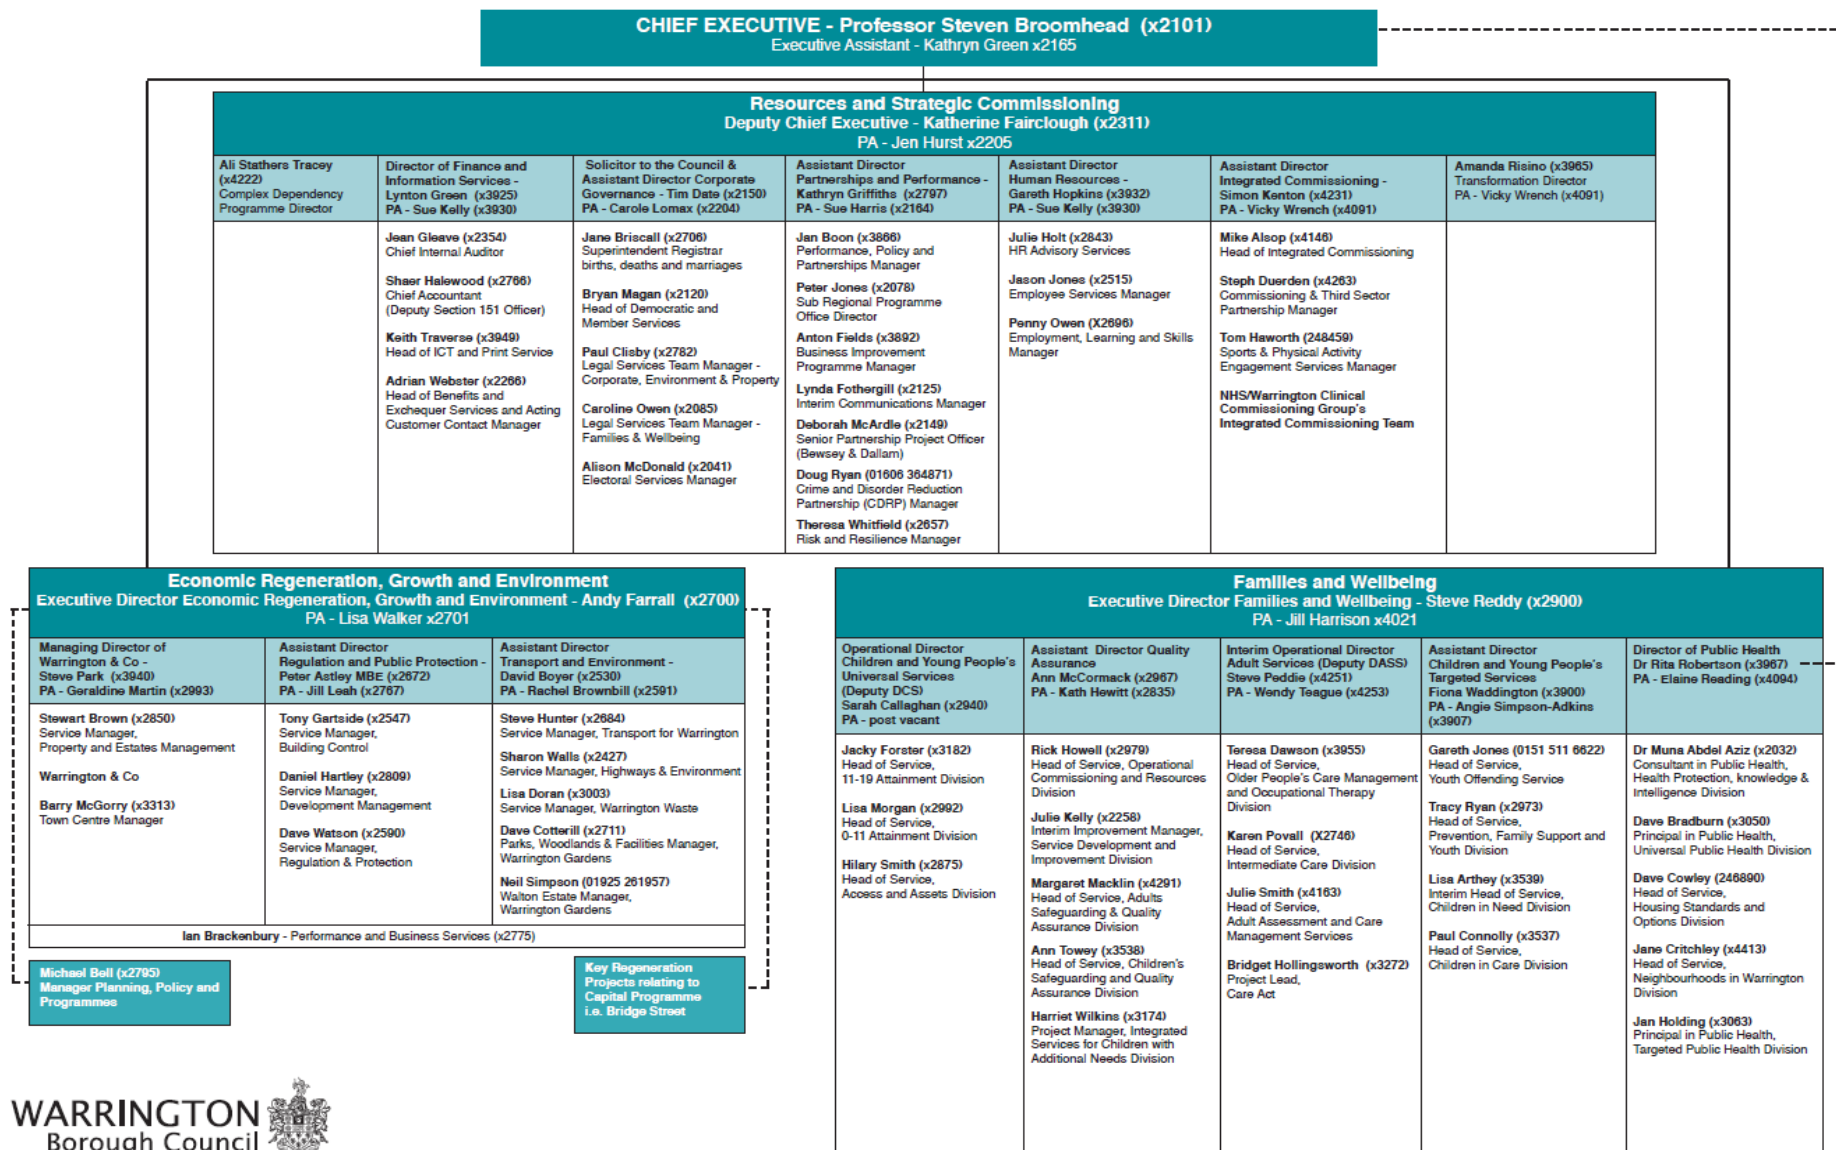 CHIEF EXECUTIVE - Professor Steven Broomhead (x2101)
Executive Assistant - Kathryn Green x2165
Resources and Strategic Commissioning
Deputy Chief Executive - Katherine Fairclough (x2311)
PA - Jen Hurst x2205
Ali Stathers Tracey
(x4222)
Complex Dependency
Programme Director
Director of Finance and
Information Services -
Lynton Green (x3925)
PA - Sue Kelly (x3930)
Jean Gleave (x2354)
Chief Internal Auditor
Shaer Halewood (x2766)
Chief Accountant
(Deputy Section 151 Officer)
Keith Traverse (x3949)
Head of ICT and Print Service
Adrian Webster (x2266)
Head of Benefits and
Exchequer Services and Acting
Customer Contact Manager
Solicitor to the Council &
Assistant Director Corporate
Governance - Tim Date (x2150)
PA - Carole Lomax (x2204)
Jane Briscall (x2706)
Superintendent Registrar
births, deaths and marriages
Bryan Magan (x2120)
Head of Democratic and
Member Services
Paul Clisby (x2782)
Legal Services Team Manager -
Corporate, Environment & Property
Caroline Owen (x2085)
Legal Services Team Manager -
Families & Wellbeing
Alison McDonald (x2041)
Electoral Services Manager
Assistant Director
Partnerships and Performance -
Kathryn Griffiths (x2797)
PA - Sue Harris (x2164)
Jan Boon (x3866)
Performance, Policy and
Partnerships Manager
Peter Jones (x2078)
Sub Regional Programme
Office Director
Anton Fields (x3892)
Business Improvement
Programme Manager
Lynda Fothergill (x2125)
Interim Communications Manager
Deborah McArdle (x2149)
Senior Partnership Project Officer
(Bewsey & Dallam)
Doug Ryan (01606 364871)
Crime and Disorder Reduction
Partnership (CDRP) Manager
Theresa Whitfield (x2657)
Risk and Resilience Manager
Assistant Director
Human Resources -
Gareth Hopkins (x3932)
PA - Sue Kelly (x3930)
Julie Holt (x2843)
HR Advisory Services
Jason Jones (x2515)
Employee Services Manager
Penny Owen (X2696)
Employment, Learning and Skills
Manager
Assistant Director
Integrated Commissioning -
Simon Kenton (x4231)
PA - Vicky Wrench (x4091)
Mike Alsop (x4146)
Head of Integrated Commissioning
Steph Duerden (x4263)
Commissioning & Third Sector
Partnership Manager
Tom Haworth (248459)
Sports & Physical Activity
Engagement Services Manager
NHS/Warrington Clinical
Commissioning Group's
Integrated Commissioning Team
Amanda Risino (x3965)
Transformation Director
PA - Vicky Wrench (x4091)
Economic Regeneration, Growth and Environment
Executive Director Economic Regeneration, Growth and Environment - Andy Farrall (x2700)
PA - Lisa Walker x2701
Managing Director of
Warrington & Co -
Steve Park (x3940)
PA - Geraldine Martin (x2993)
Stewart Brown (x2850)
Service Manager,
Property and Estates Management
Warrington & Co
Barry McGorry (x3313)
Town Centre Manager
Assistant Director
Regulation and Public Protection -
Peter Astley MBE (x2672)
PA - Jill Leah (x2767)
Tony Gartside (x2547)
Service Manager,
Building Control
Daniel Hartley (x2809)
Service Manager,
Development Management
Dave Watson (x2590)
Service Manager,
Regulation & Protection
Assistant Director
Transport and Environment -
David Boyer (x2530)
PA - Rachel Brownbill (x2591)
Steve Hunter (x2684)
Service Manager, Transport for Warrington
Sharon Walls (x2427)
Service Manager, Highways & Environment
Lisa Doran (x3003)
Service Manager, Warrington Waste
Dave Cotterill (x2711)
Parks, Woodlands & Facilities Manager,
Warrington Gardens
Neil Simpson (01925 261957)
Walton Estate Manager,
Warrington Gardens
Ian Brackenbury - Performance and Business Services (x2775)
Michael Bell (x2795)
Manager Planning, Policy and
Programmes
Key Regeneration
Projects relating to
Capital Programme
i.e. Bridge Street
Families and Wellbeing
Executive Director Families and Wellbeing - Steve Reddy (x2900)
PA - Jill Harrison x4021
Operational Director
Children and Young People's
Universal Services
(Deputy DCS)
Sarah Callaghan (x2940)
PA - post vacant
Jacky Forster (x3182)
Head of Service,
11-19 Attainment Division
Lisa Morgan (x2992)
Head of Service,
0-11 Attainment Division
Hilary Smith (x2875)
Head of Service,
Access and Assets Division
Assistant Director Quality
Assurance
Ann McCormack (x2967)
PA - Kath Hewitt (x2835)
Rick Howell (x2979)
Head of Service, Operational
Commissioning and Resources
Division
Julie Kelly (x2258)
Interim Improvement Manager,
Service Development and
Improvement Division
Margaret Macklin (x4291)
Head of Service, Adults
Safeguarding & Quality
Assurance Division
Ann Towey (x3538)
Head of Service, Children's
Safeguarding and Quality
Assurance Division
Harriet Wilkins (x3174)
Project Manager, Integrated
Services for Children with
Additional Needs Division
Interim Operational Director
Adult Services (Deputy DASS)
Steve Peddie (x4251)
PA - Wendy Teague (x4253)
Teresa Dawson (x3955)
Head of Service,
Older People's Care Management
and Occupational Therapy
Division
Karen Povall (X2746)
Head of Service,
Intermediate Care Division
Julie Smith (x4163)
Head of Service,
Adult Assessment and Care
Management Services
Bridget Hollingsworth (x3272)
Project Lead,
Care Act
Assistant Director
Children and Young People's
Targeted Services
Fiona Waddington (x3900)
PA - Angie Simpson-Adkins
(x3907)
Gareth Jones (0151 511 6622)
Head of Service,
Youth Offending Service
Tracy Ryan (x2973)
Head of Service,
Prevention, Family Support and
Youth Division
Lisa Arthey (x3539)
Interim Head of Service,
Children in Need Division
Paul Connolly (x3537)
Head of Service,
Children in Care Division
Director of Public Health
Dr Rita Robertson (x3967)
PA - Elaine Reading (x4094)
Dr Muna Abdel Aziz (x2032)
Consultant in Public Health,
Health Protection, knowledge &
Intelligence Division
Dave Bradburn (x3050)
Principal in Public Health,
Universal Public Health Division
Dave Cowley (246890)
Head of Service,
Housing Standards and
Options Division
Jane Critchley (x4413)
Head of Service,
Neighbourhoods in Warrington
Division
Jan Holding (x3063)
Principal in Public Health,
Targeted Public Health Division
WARRINGTON
Borough Council